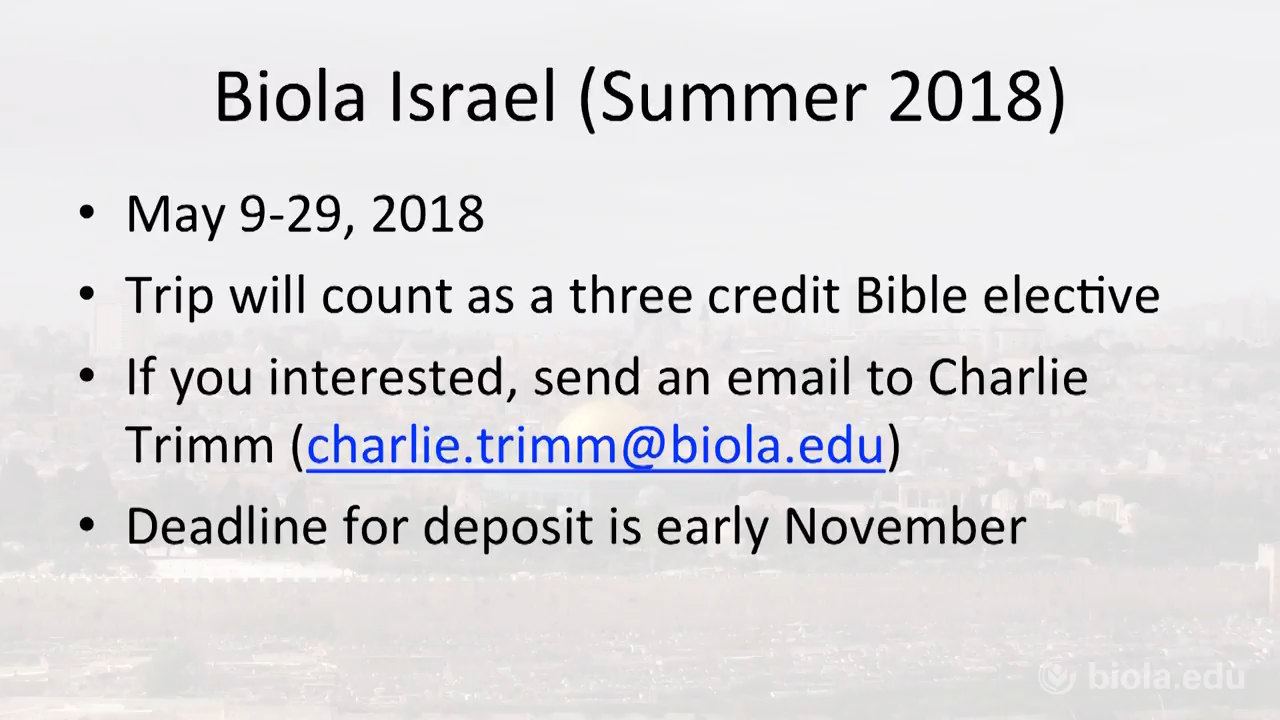 Biola Israel (Summer 2018)
• May 9-29, 2018
• Trip will count as a three credit Bible elective
• If you interested, send an email to Charlie
Trimm (charlie.trimm@biola.edu)
• Deadline for deposit is early November
biola.edu